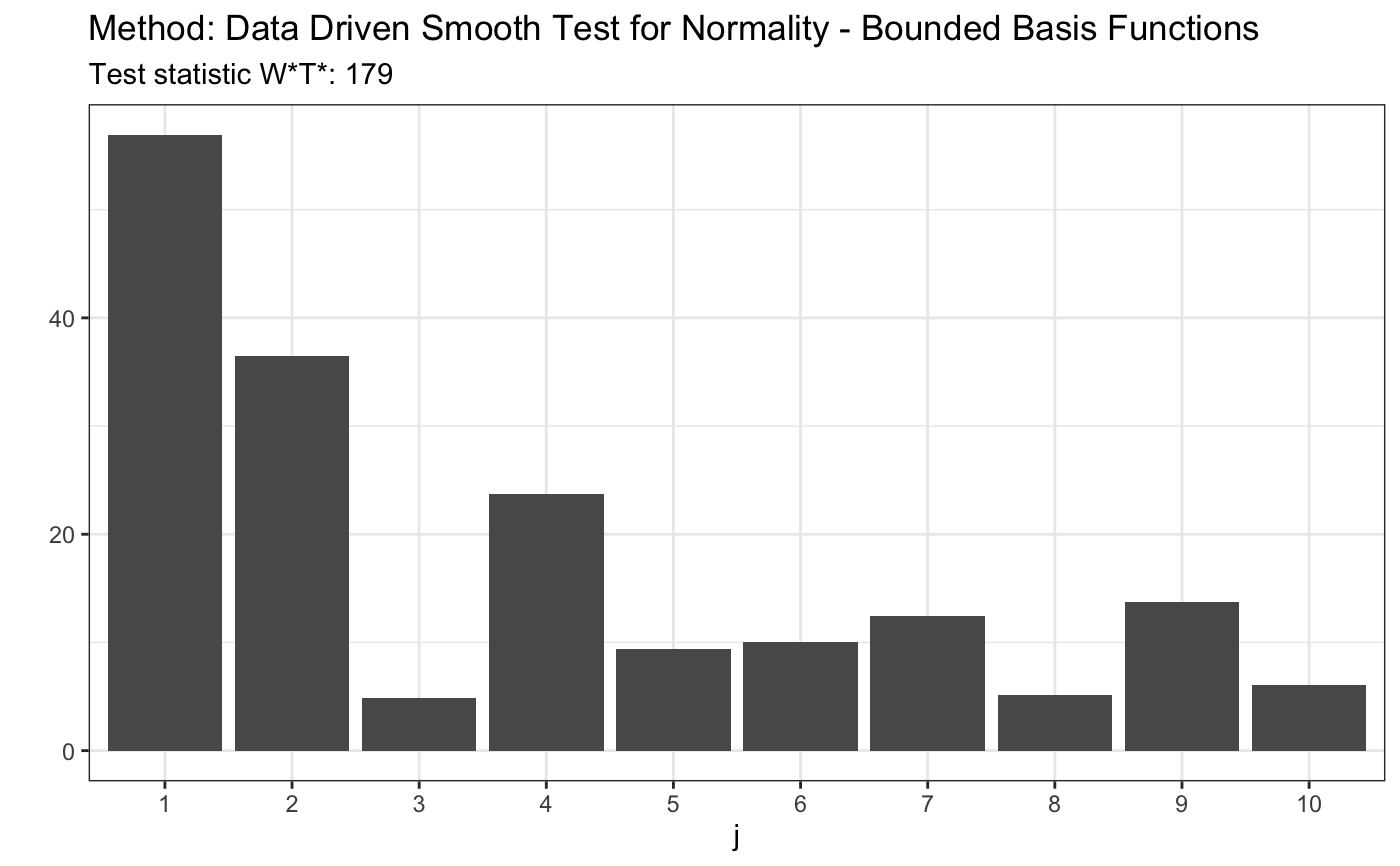 Method: Data Driven Smooth Test for Normality - Bounded Basis Functions
Test statistic W*T*: 179
40
20
0
1 2 3 4 5 6 7 8 9 10
j